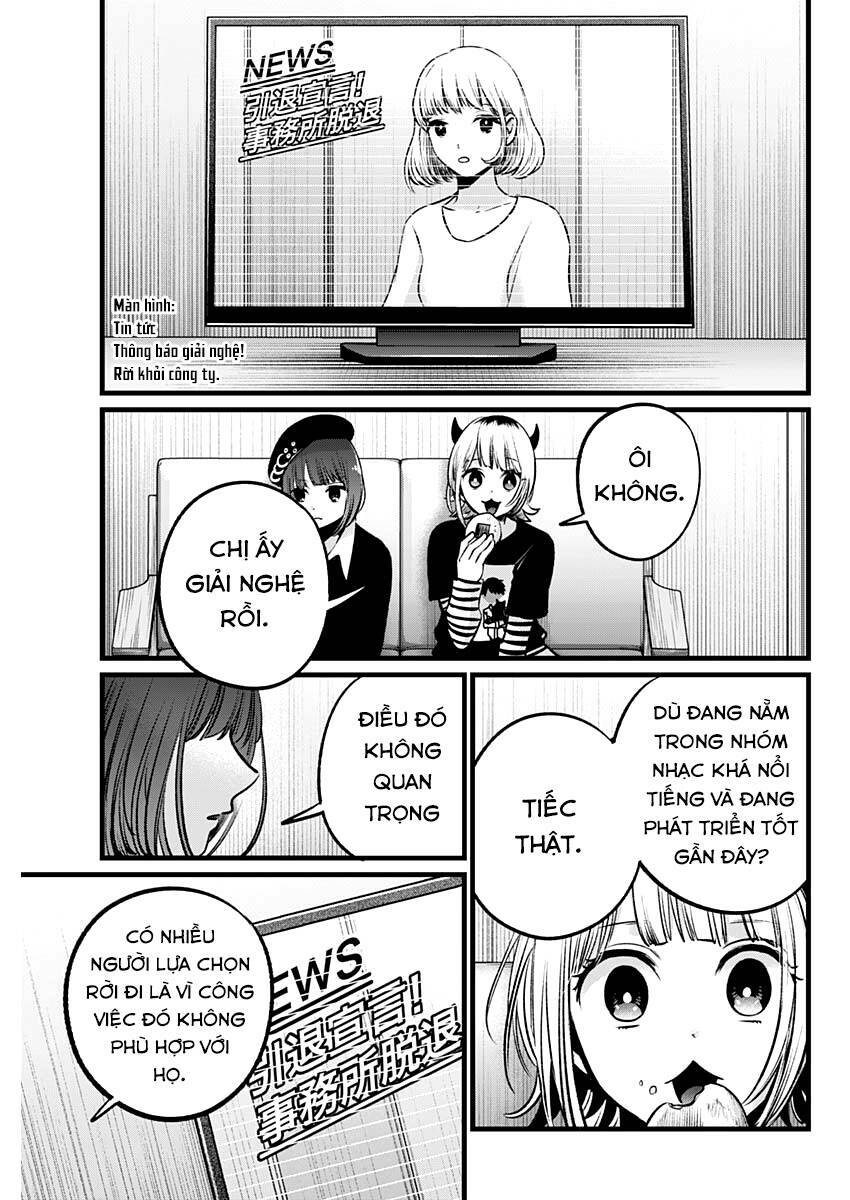 NEWS
引退宣言!
事務所脱退
Màn hình:
Tin tức
Thông báo giải nghệ!
Rời khỏi công ty.
ÔI
KHÔNG.
CHỊ ẤY
GIẢI NGHỆ
RỒI.
DÙ ĐANG NẰM
TRONG NHÓM
NHẠC KHÁ NỔI
TIẾNG VÀ ĐANG
PHÁT TRIỂN TỐT
GẦN ĐÂY?
TIẾC
THẬT.
ĐIỀU ĐÓ
KHÔNG
QUAN
TRỌNG
CÓ NHIỀU
NGƯỜI LỰA CHỌN
RỜI ĐI LÀ VÌ CÔNG
VIỆC ĐÓ KHÔNG
PHÙ HỢP VỚI
HỌ.
EWS
引退宣言!
事務所脱退